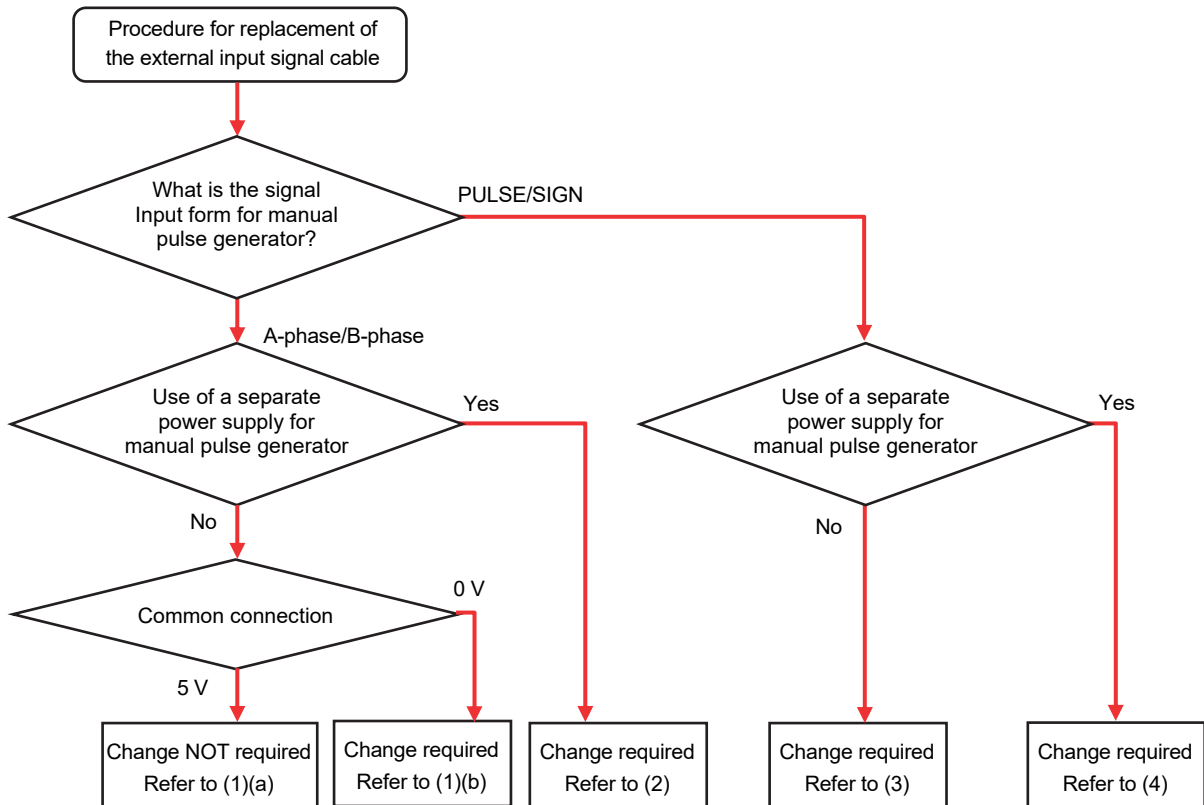 Procedure for replacement of
the external input signal cable
What is the signal
Input form for manual
pulse generator?
PULSE/SIGN
A-phase/B-phase
Use of a separate
power supply for
manual pulse generator
Yes
No
Use of a separate
power supply for
manual pulse generator
Yes
No
Common connection
0 V
5 V
Change NOT required
Refer to (1)(a)
Change required
Refer to (1)(b)
Change required
Refer to (2)
Change required
Refer to (3)
Change required
Refer to (4)